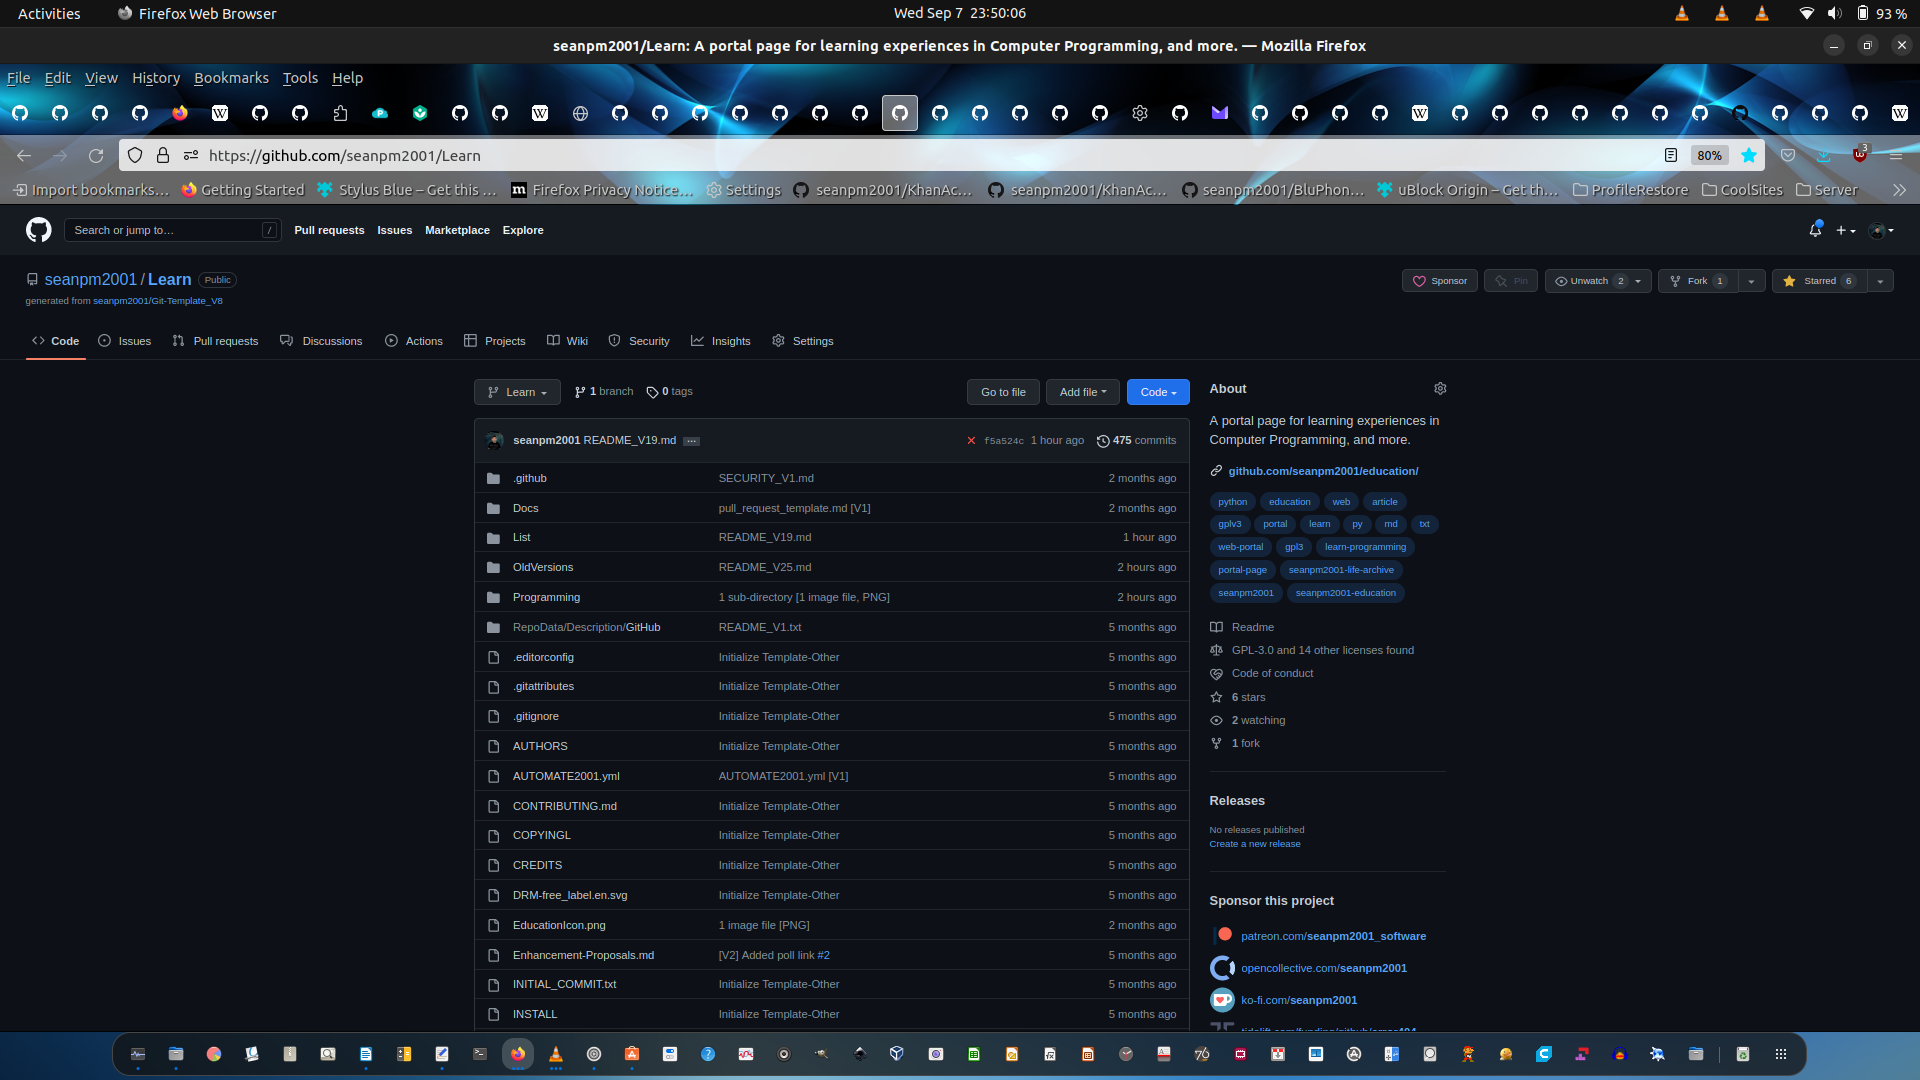 Activities Firefox Web Browser Wed Sep 7 23:50:06 93 %
seanpm2001/Learn: A portal page for learning experiences in Computer Programming, and more. — Mozilla Firefox
File Edit View History Bookmarks Tools Help
https://github.com/seanpm2001/Learn 80% 3
Import bookmarks… Getting Started Stylus Blue – Get this … Firefox Privacy Notice… Settings seanpm2001/KhanAc… seanpm2001/KhanAc… seanpm2001/BluPhon… uBlock Origin – Get th… ProfileRestore CoolSites Server
Search or jump to… / Pull requests Issues Marketplace Explore
seanpm2001 / Learn Public Sponsor Pin Unwatch 2 Fork 1 Starred 6
generated from seanpm2001/Git-Template_V8
Code Issues Pull requests Discussions Actions Projects Wiki Security Insights Settings
Learn 1 branch 0 tags Go to file Add file Code
seanpm2001 README_V19.md … f5a524c 1 hour ago 475 commits
.github SECURITY_V1.md 2 months ago
Docs pull_request_template.md [V1] 2 months ago
List README_V19.md 1 hour ago
OldVersions README_V25.md 2 hours ago
Programming 1 sub-directory [1 image file, PNG] 2 hours ago
RepoData/Description/GitHub README_V1.txt 5 months ago
.editorconfig Initialize Template-Other 5 months ago
.gitattributes Initialize Template-Other 5 months ago
.gitignore Initialize Template-Other 5 months ago
AUTHORS Initialize Template-Other 5 months ago
AUTOMATE2001.yml AUTOMATE2001.yml [V1] 5 months ago
CONTRIBUTING.md Initialize Template-Other 5 months ago
COPYINGL Initialize Template-Other 5 months ago
CREDITS Initialize Template-Other 5 months ago
DRM-free_label.en.svg Initialize Template-Other 5 months ago
EducationIcon.png 1 image file [PNG] 2 months ago
Enhancement-Proposals.md [V2] Added poll link #2 5 months ago
INITIAL_COMMIT.txt Initialize Template-Other 5 months ago
INSTALL Initialize Template-Other 5 months ago
About
A portal page for learning experiences in
Computer Programming, and more.
github.com/seanpm2001/education/
python education web article
gplv3 portal learn py md txt
web-portal gpl3 learn-programming
portal-page seanpm2001-life-archive
seanpm2001 seanpm2001-education
Readme
GPL-3.0 and 14 other licenses found
Code of conduct
6 stars
2 watching
1 fork
Releases
No releases published
Create a new release
Sponsor this project
patreon.com/seanpm2001_software
opencollective.com/seanpm2001
ko-fi.com/seanpm2001
tidelift.com/funding/github/error404